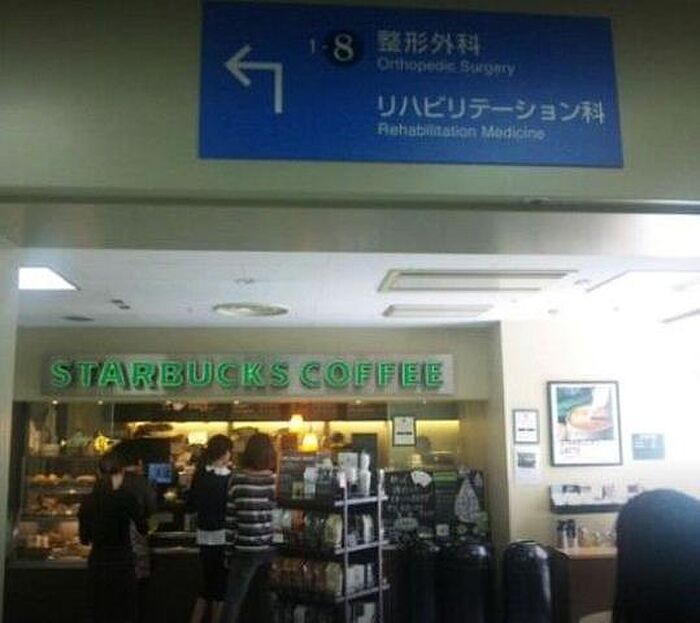 1-8 整形外科
Orthopedic Surgery
リハビリテーション科
Rehabilitation Medicine
STARBUCKS COFFEE